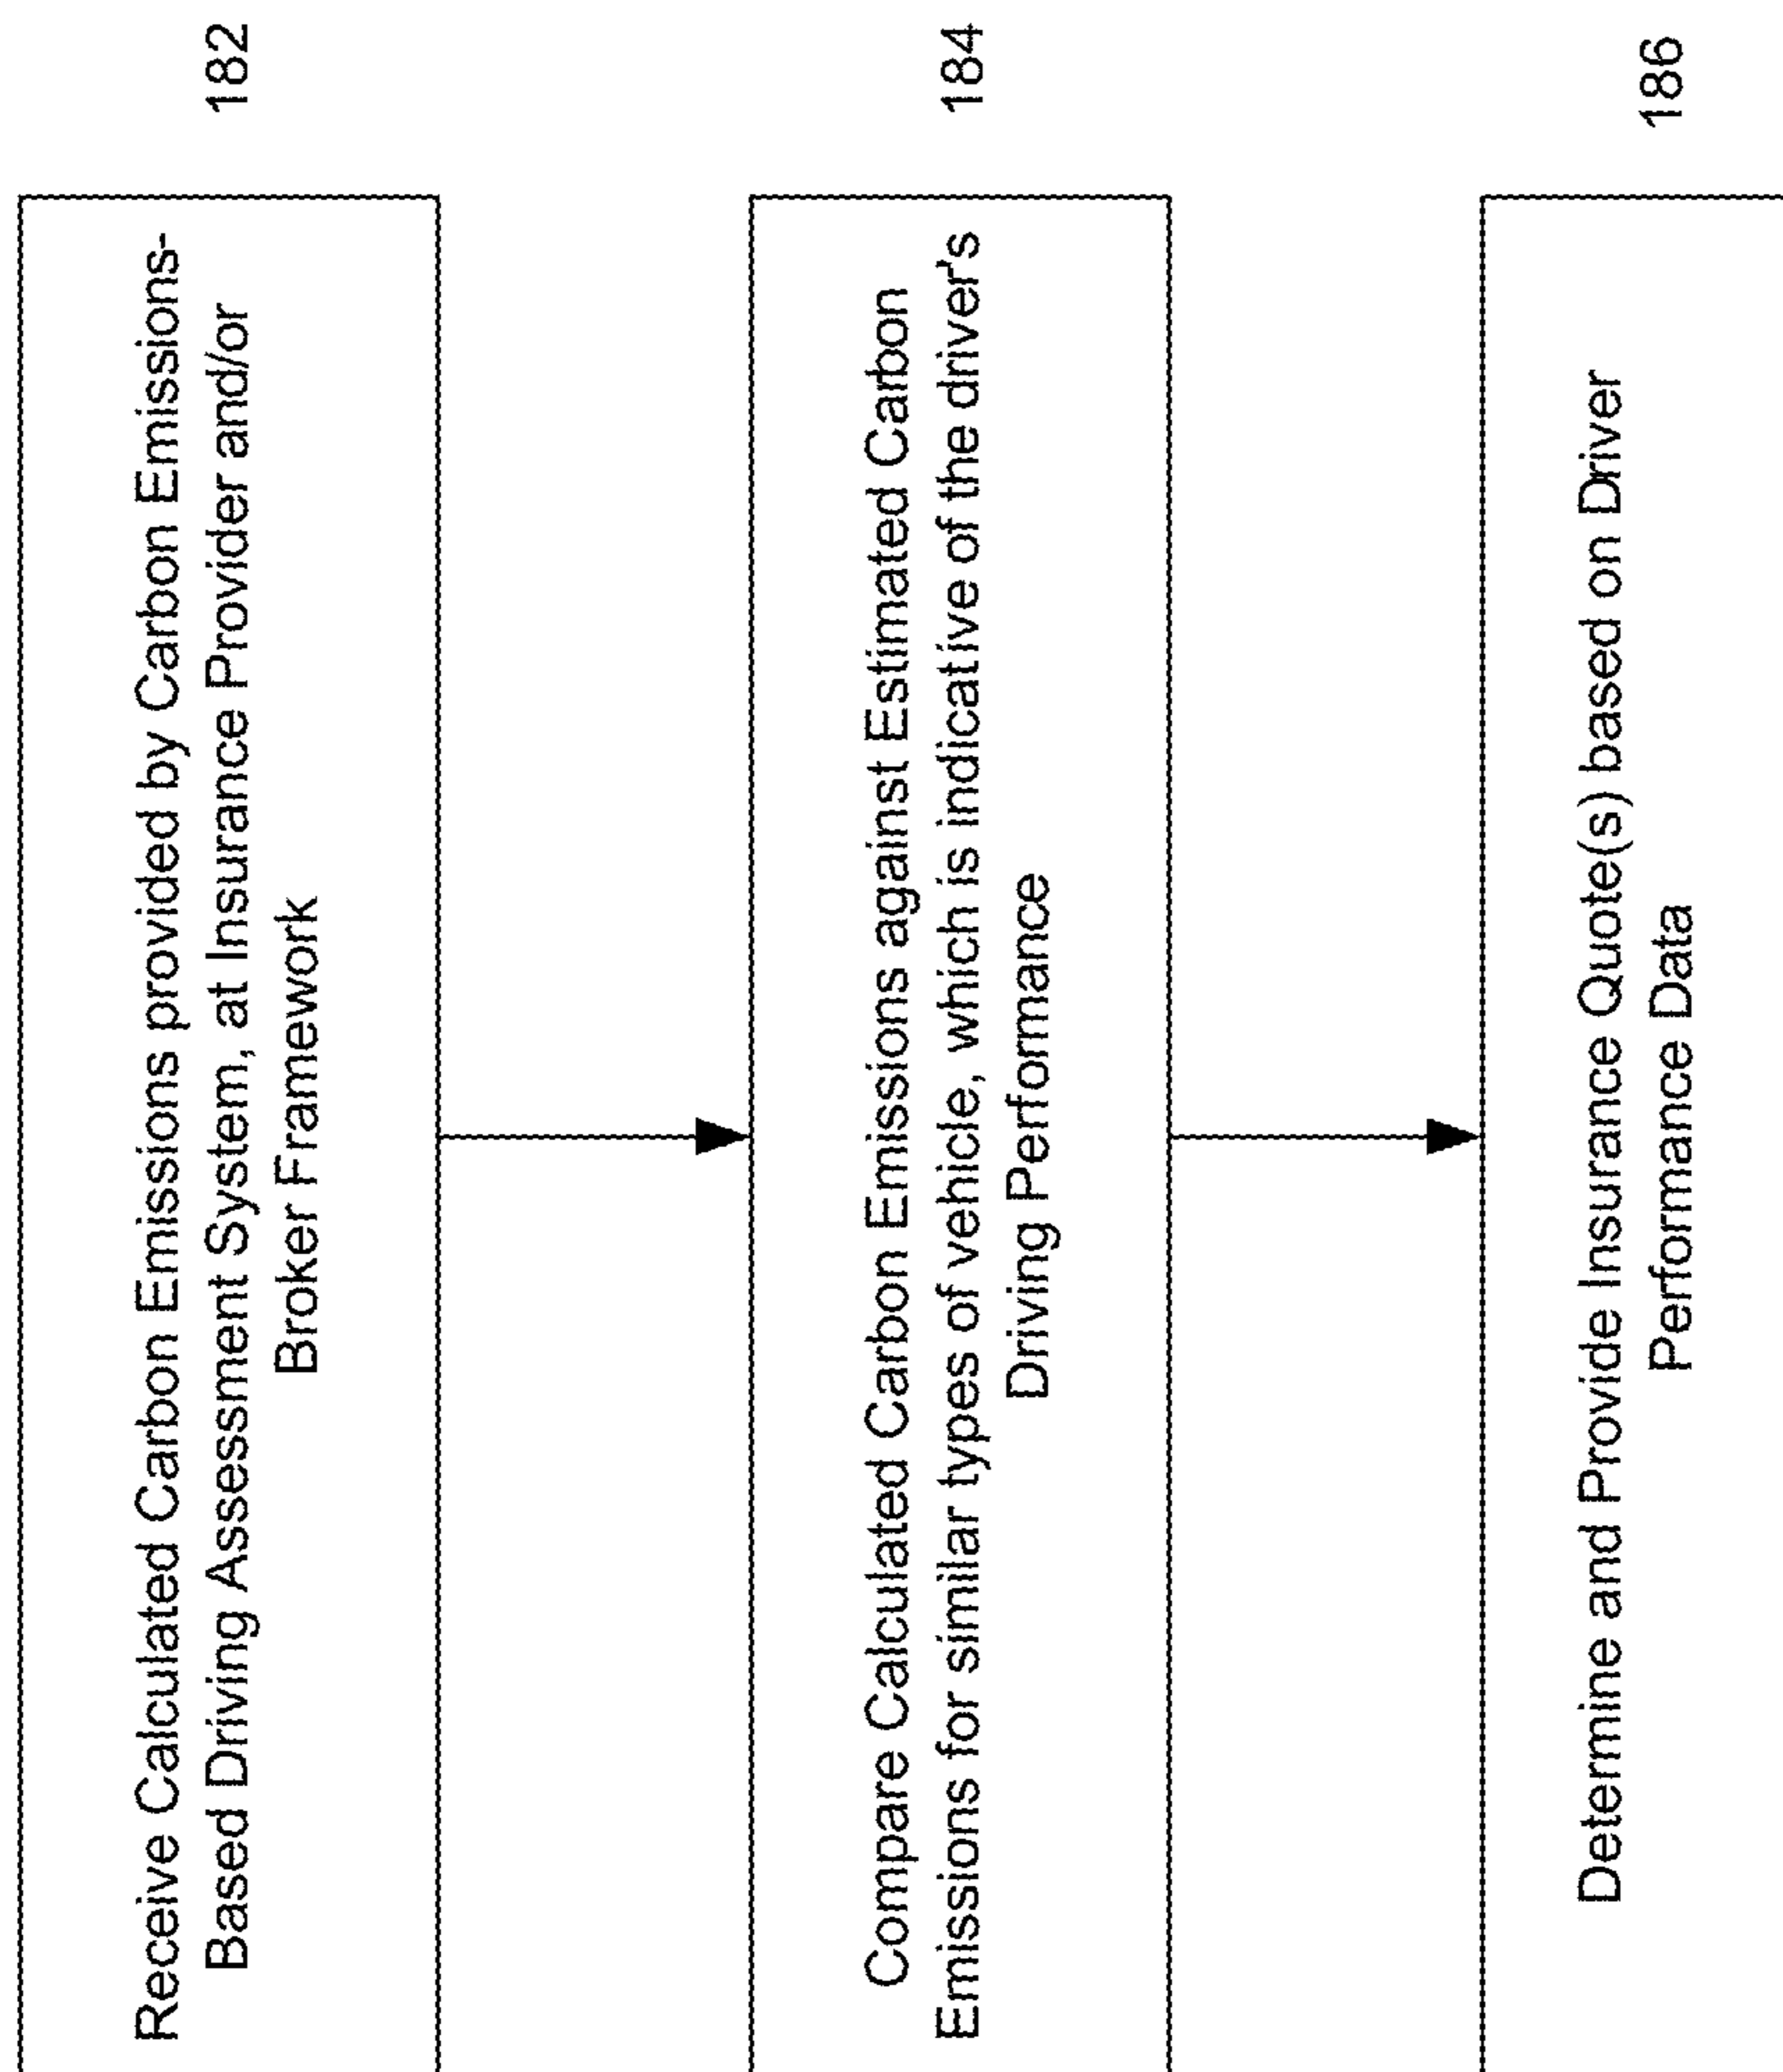 Receive Calculated Carbon Emissions provided by Carbon Emissions-
Based Driving Assessment System, at Insurance Provider and/or
Broker Framework
182
Compare Calculated Carbon Emissions against Estimated Carbon
Emissions for similar types of vehicle, which is indicative of the driver's
Driving Performance
184
Determine and Provide Insurance Quote(s) based on Driver
Performance Data
186